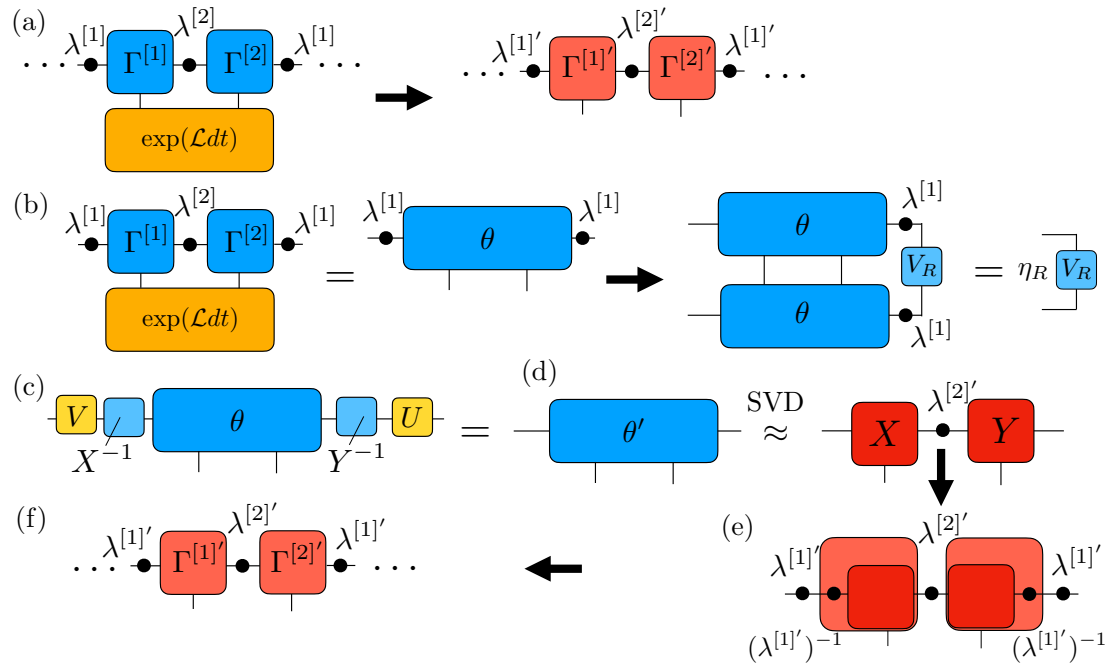 (a)
λ^[1] Γ^[1] λ^[2] Γ^[2] λ^[1]
· · · · · ·
exp(ℒdt)
λ^[1]′ Γ^[1]′ λ^[2]′ Γ^[2]′ λ^[1]′
· · · · · ·
(b)
λ^[1] Γ^[1] λ^[2] Γ^[2] λ^[1]
exp(ℒdt)
=
λ^[1] θ λ^[1]
θ λ^[1]
V_R
θ λ^[1]
= η_R V_R
(c)
V X^−1 θ Y^−1 U
=
(d)
θ′
SVD
≈
X λ^[2]′ Y
(e)
λ^[1]′ λ^[2]′ λ^[1]′
(λ^[1]′)^−1 (λ^[1]′)^−1
(f)
λ^[1]′ Γ^[1]′ λ^[2]′ Γ^[2]′ λ^[1]′
· · · · · ·